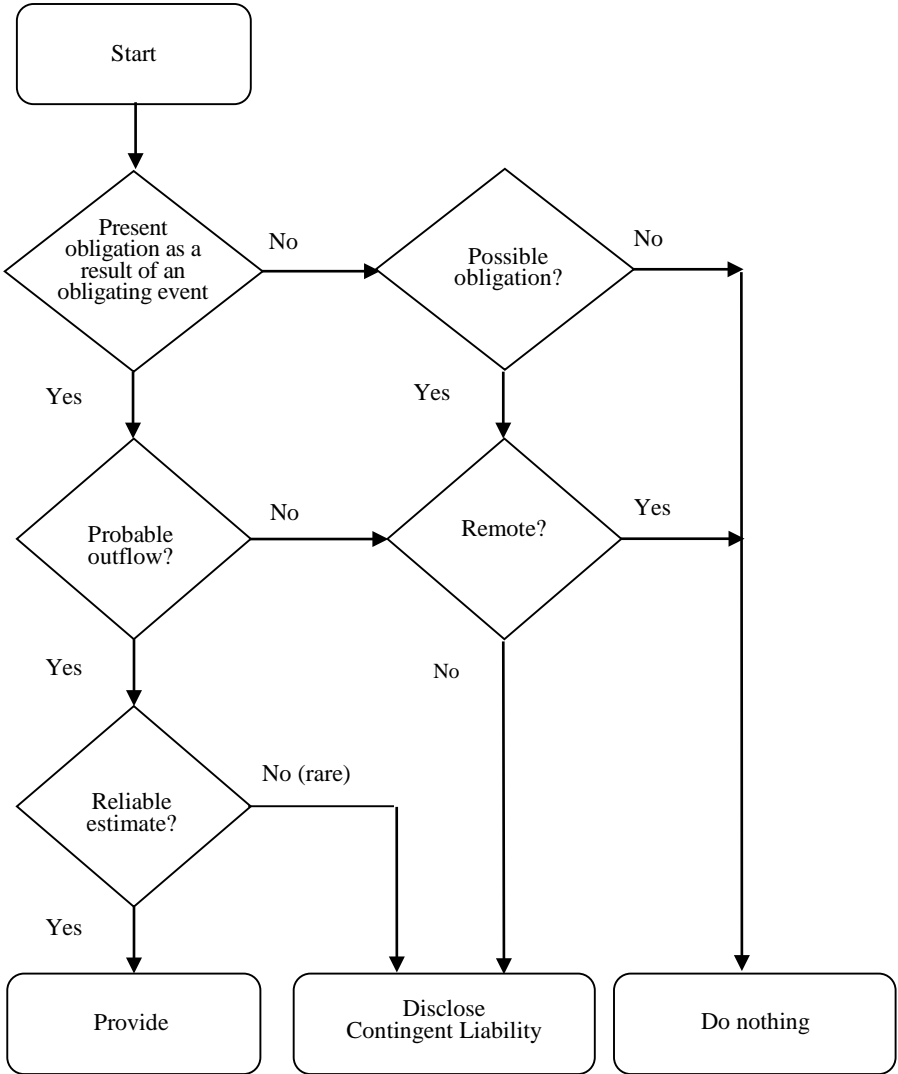 Start
Present
obligation as a
result of an
obligating event
No
Possible
obligation?
No
Yes
Yes
Probable
outflow?
No
Remote?
Yes
Yes
No
Reliable
estimate?
No (rare)
Yes
Provide
Disclose
Contingent Liability
Do nothing